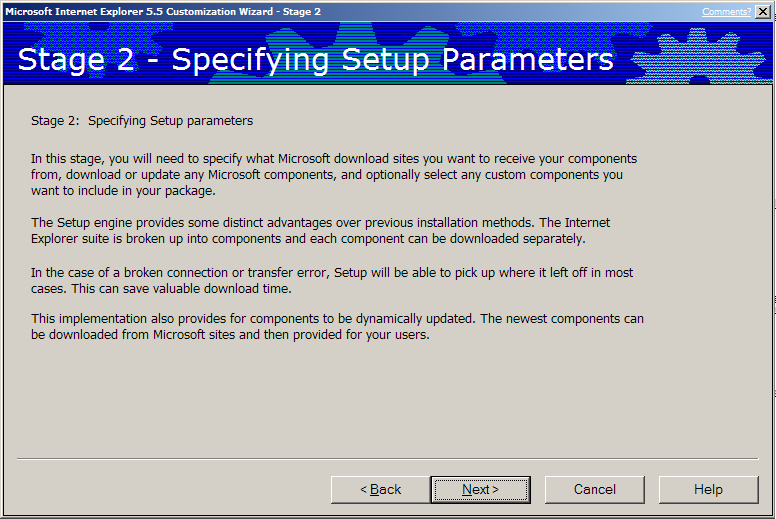 Microsoft Internet Explorer 5.5 Customization Wizard - Stage 2
Comments?
Stage 2 - Specifying Setup Parameters
Stage 2:  Specifying Setup parameters
In this stage, you will need to specify what Microsoft download sites you want to receive your components
from, download or update any Microsoft components, and optionally select any custom components you
want to include in your package.
The Setup engine provides some distinct advantages over previous installation methods. The Internet
Explorer suite is broken up into components and each component can be downloaded separately.
In the case of a broken connection or transfer error, Setup will be able to pick up where it left off in most
cases. This can save valuable download time.
This implementation also provides for components to be dynamically updated. The newest components can
be downloaded from Microsoft sites and then provided for your users.
< Back
Next >
Cancel
Help